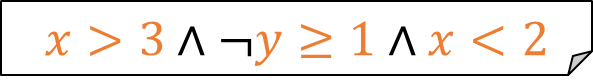 x > 3 ∧ ¬y ≥ 1 ∧ x < 2